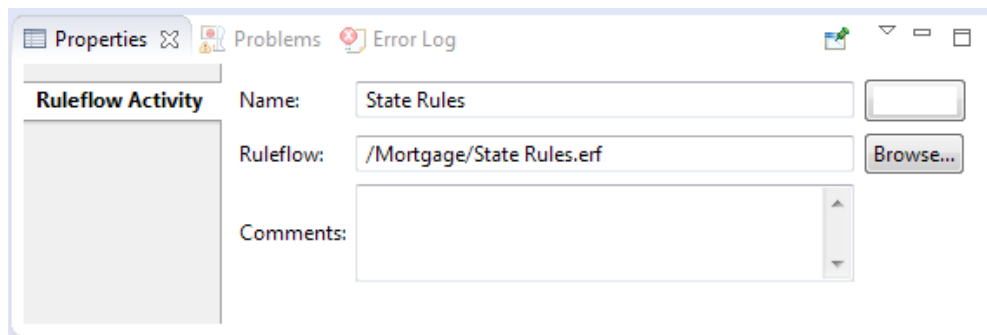 Properties Problems Error Log
Ruleflow Activity Name: State Rules
Ruleflow: /Mortgage/State Rules.erf Browse...
Comments: